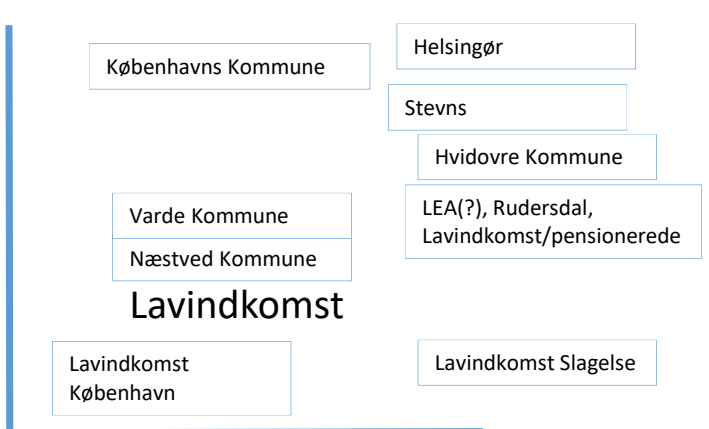 Københavns Kommune
Helsingør
Stevns
Hvidovre Kommune
Varde Kommune
LEA(?), Rudersdal,
Lavindkomst/pensionerede
Næstved Kommune
Lavindkomst
Lavindkomst
København
Lavindkomst Slagelse